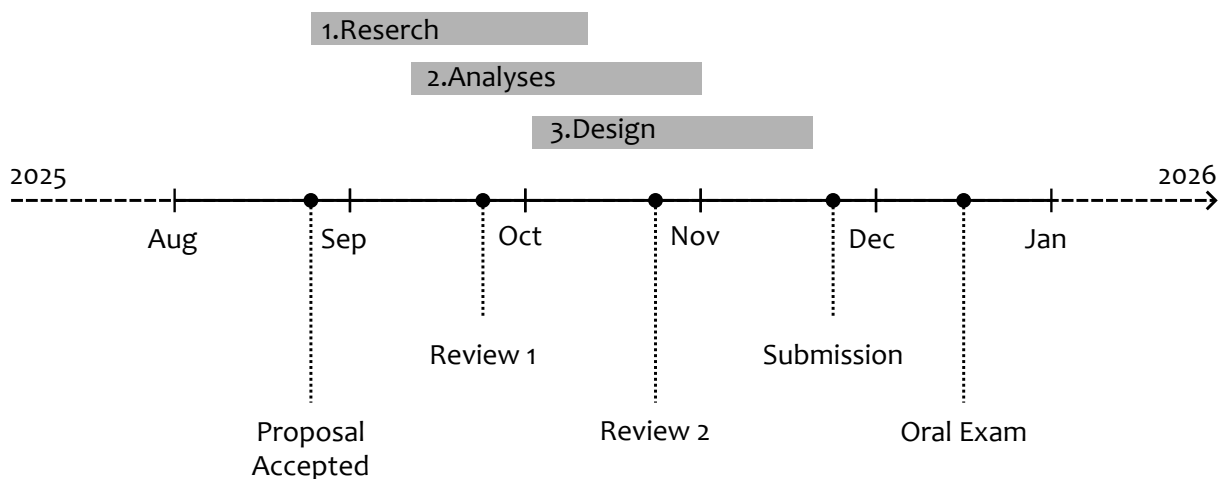 1.Reserch
2.Analyses
3.Design
2025
2026
Aug
Sep
Oct
Nov
Dec
Jan
Review 1
Submission
Proposal
Accepted
Review 2
Oral Exam